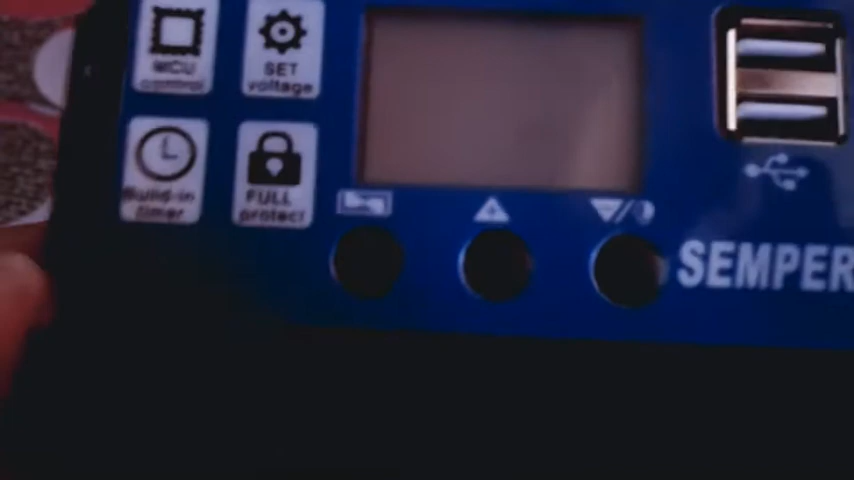 MCU
control
SET
voltage
Build-in
timer
FULL
protect
SEMPER